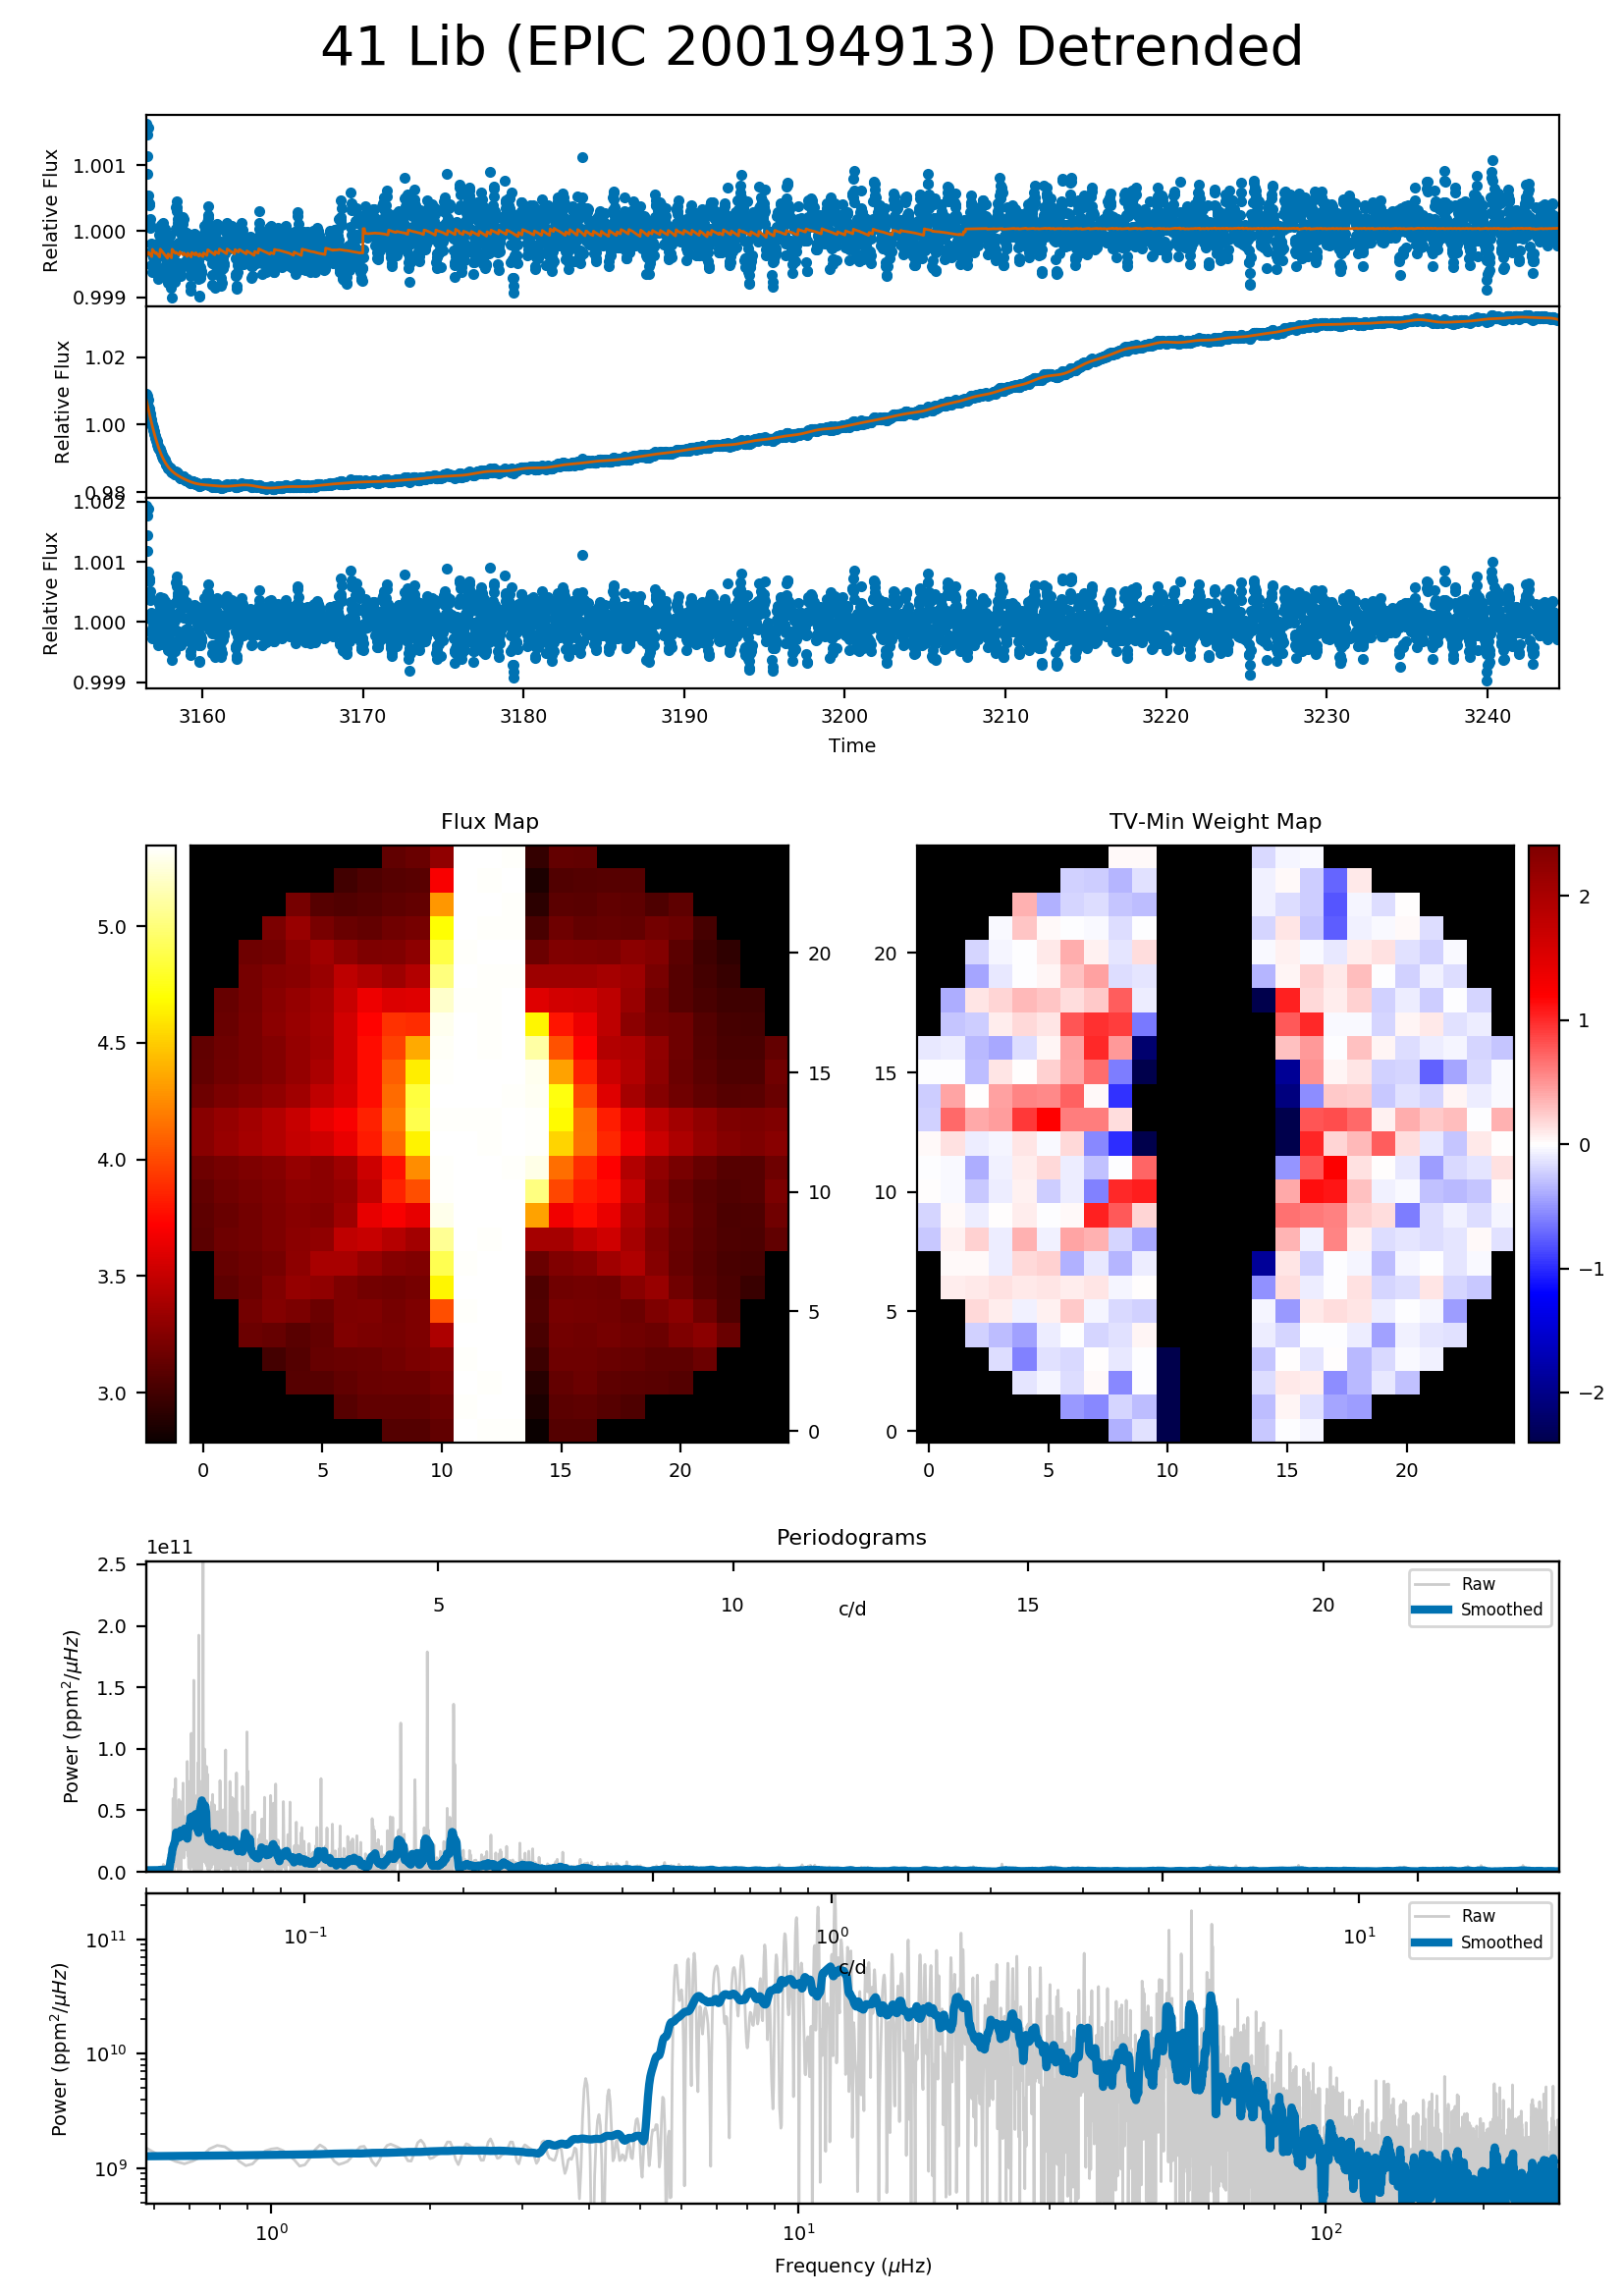 41 Lib (EPIC 200194913) Detrended
1.001
1.000
0.999
Relative Flux
1.02
1.00
0.98
Relative Flux
1.002
1.001
1.000
0.999
Relative Flux
3160 3170 3180 3190 3200 3210 3220 3230 3240
Time
Flux Map
5.0
4.5
4.0
3.5
3.0
20
15
10
5
0
0 5 10 15 20
TV-Min Weight Map
20
15
10
5
0
0 5 10 15 20
2
1
0
−1
−2
Periodograms
1e11
2.5
2.0
1.5
1.0
0.5
0.0
Power (ppm²/μHz)
5 10 15 20
c/d
Raw
Smoothed
10¹¹
10¹⁰
10⁹
Power (ppm²/μHz)
10⁻¹ 10⁰ 10¹
c/d
Raw
Smoothed
10⁰ 10¹ 10²
Frequency (μHz)